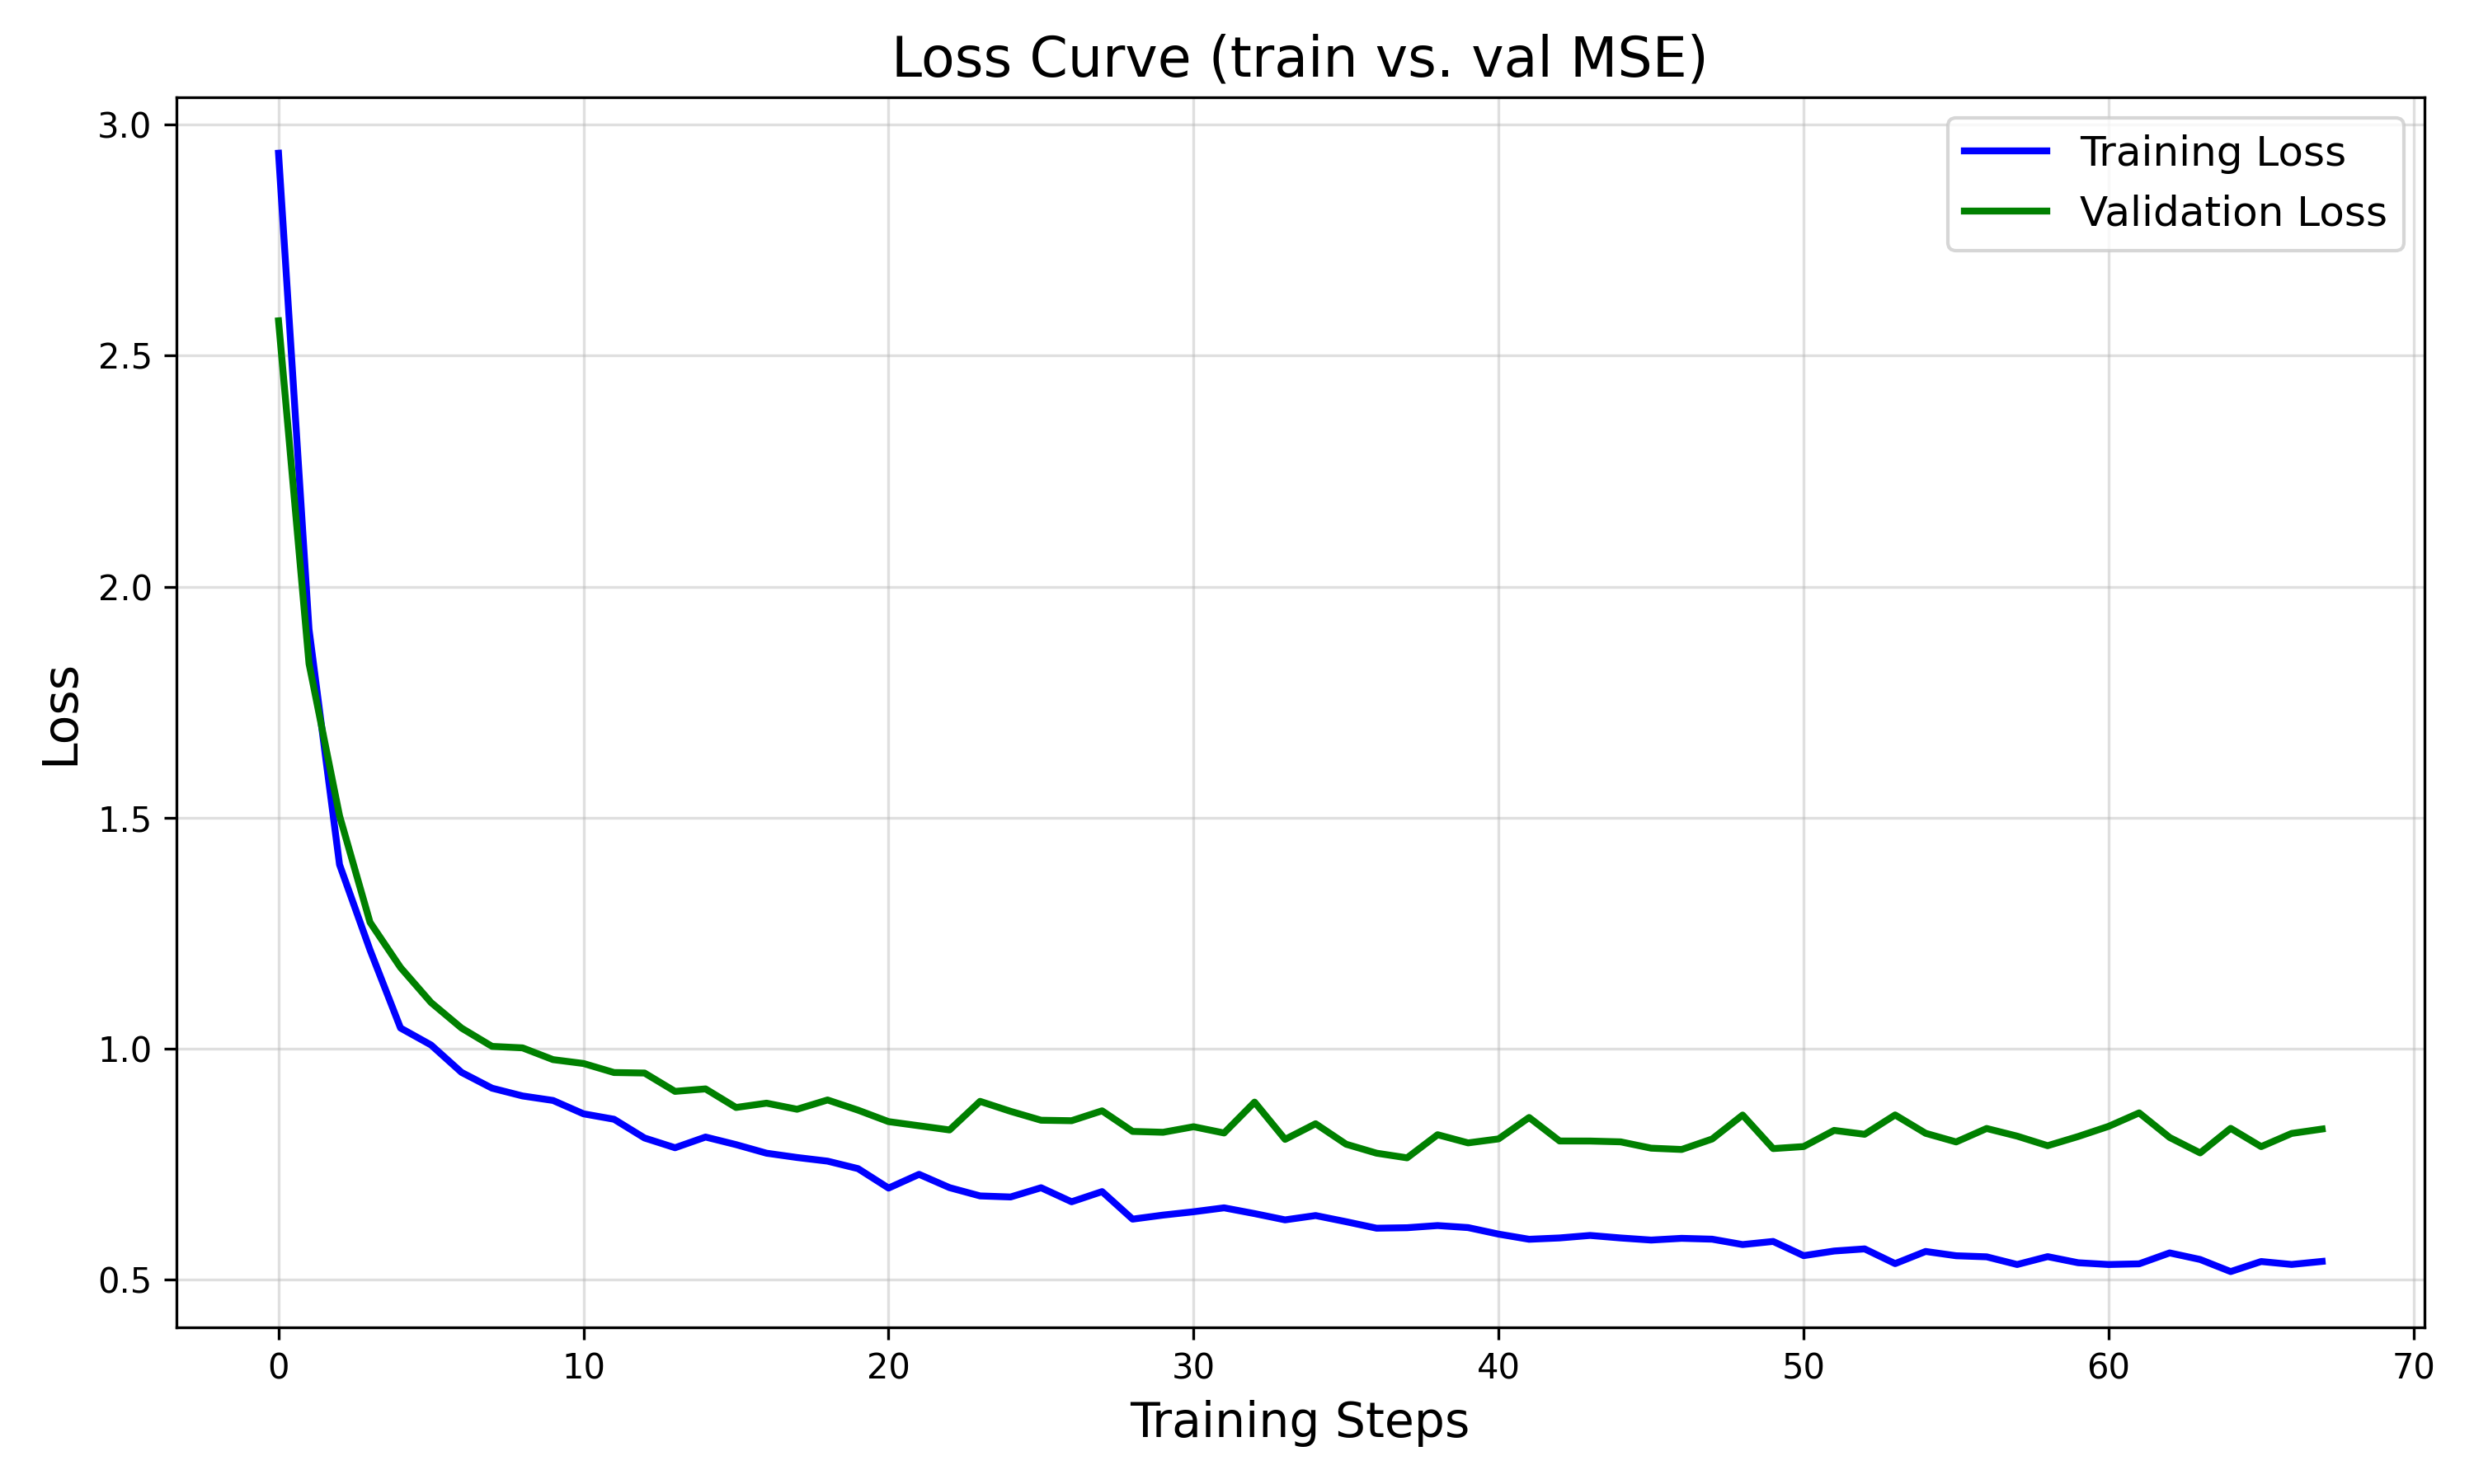 Loss Curve (train vs. val MSE)
3.0
2.5
2.0
1.5
1.0
0.5
Loss
Training Loss
Validation Loss
0 10 20 30 40 50 60 70
Training Steps